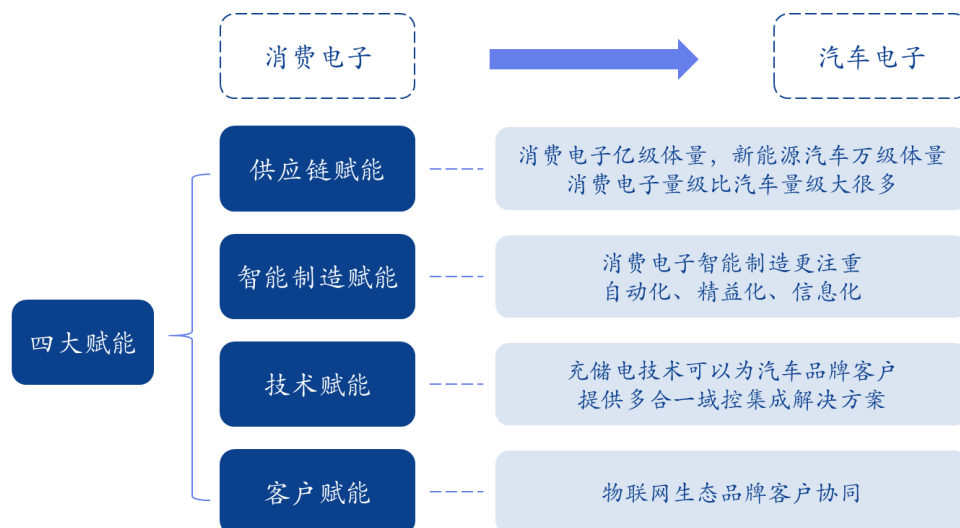 消费电子
汽车电子
供应链赋能
消费电子亿级体量，新能源汽车万级体量
消费电子量级比汽车量级大很多
智能制造赋能
消费电子智能制造更注重
自动化、精益化、信息化
四大赋能
技术赋能
充储电技术可以为汽车品牌客户
提供多合一域控集成解决方案
客户赋能
物联网生态品牌客户协同